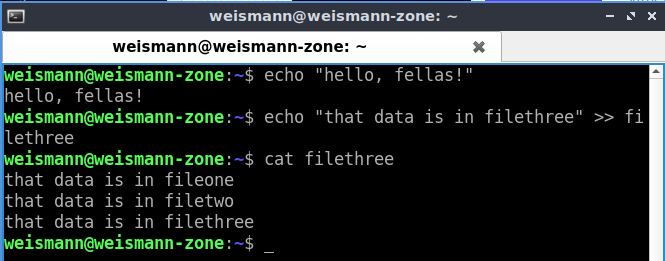 weismann@weismann-zone: ~
weismann@weismann-zone: ~
weismann@weismann-zone:~$ echo "hello, fellas!"
hello, fellas!
weismann@weismann-zone:~$ echo "that data is in filethree" >> fi
lethree
weismann@weismann-zone:~$ cat filethree
that data is in fileone
that data is in filetwo
that data is in filethree
weismann@weismann-zone:~$ _